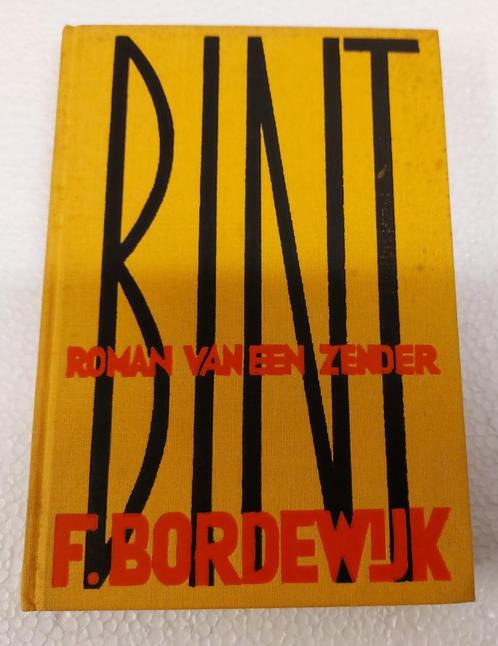 BINT
ROMAN VAN EEN ZENDER
F. BORDEWIJK